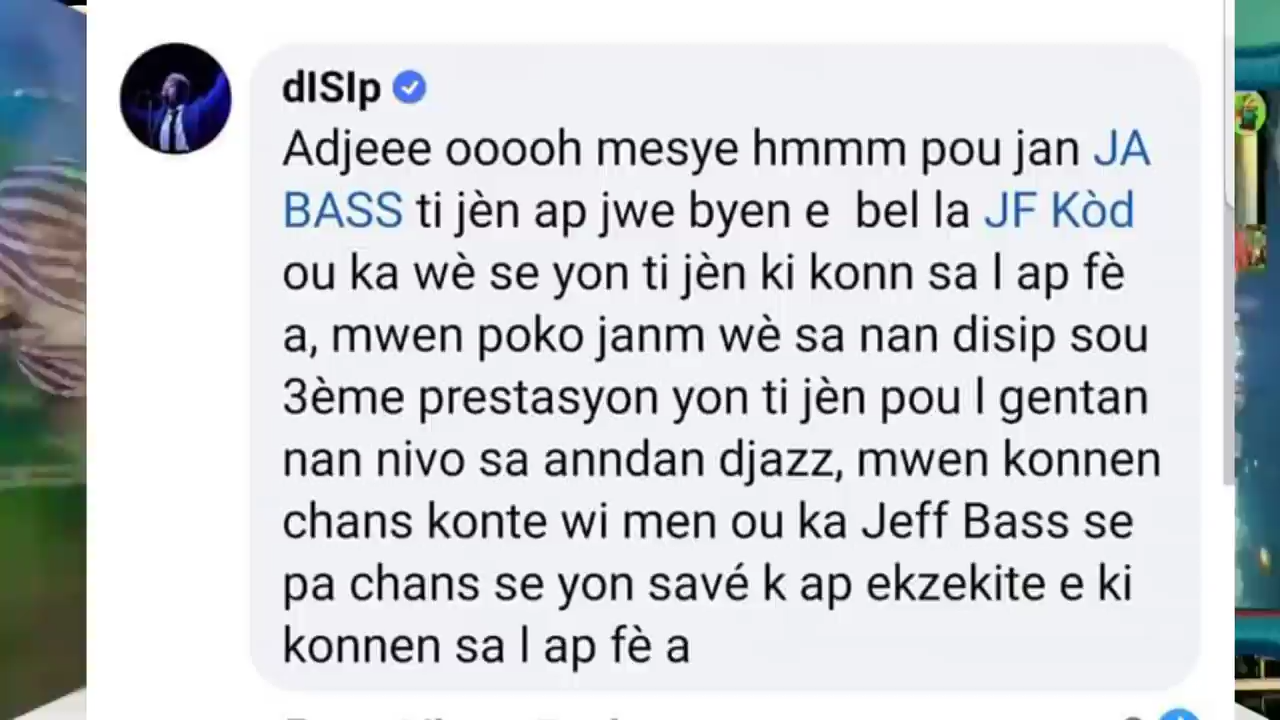 dISIp
Adjeee ooooh mesye hmmm pou jan JA
BASS ti jèn ap jwe byen e bel la JF Kòd
ou ka wè se yon ti jèn ki konn sa l ap fè
a, mwen poko janm wè sa nan disip sou
3ème prestasyon yon ti jèn pou l gentan
nan nivo sa anndan djazz, mwen konnen
chans konte wi men ou ka Jeff Bass se
pa chans se yon savé k ap ekzekite e ki
konnen sa l ap fè a